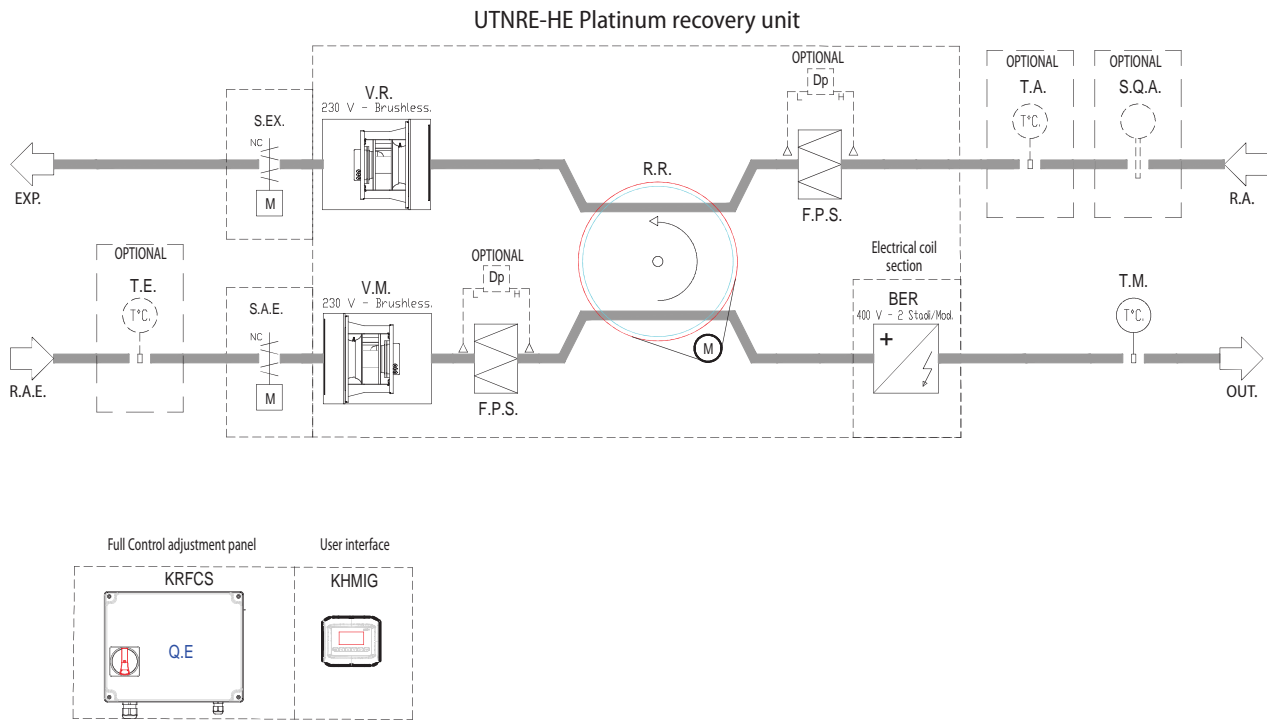 UTNRE-HE Platinum recovery unit
OPTIONAL
Dp
L H
OPTIONAL
T.A.
T°C.
OPTIONAL
S.Q.A.
S.EX.
NC
M
V.R.
230 V - Brushless.
EXP.
R.R.
F.P.S.
R.A.
OPTIONAL
T.E.
T°C.
S.A.E.
NC
M
V.M.
230 V - Brushless.
OPTIONAL
Dp
L H
F.P.S.
M
Electrical coil
section
BER
400 V - 2 Stadi/Mod.
+
T.M.
T°C.
R.A.E.
OUT.
Full Control adjustment panel
User interface
KRFCS
KHMIG
Q.E